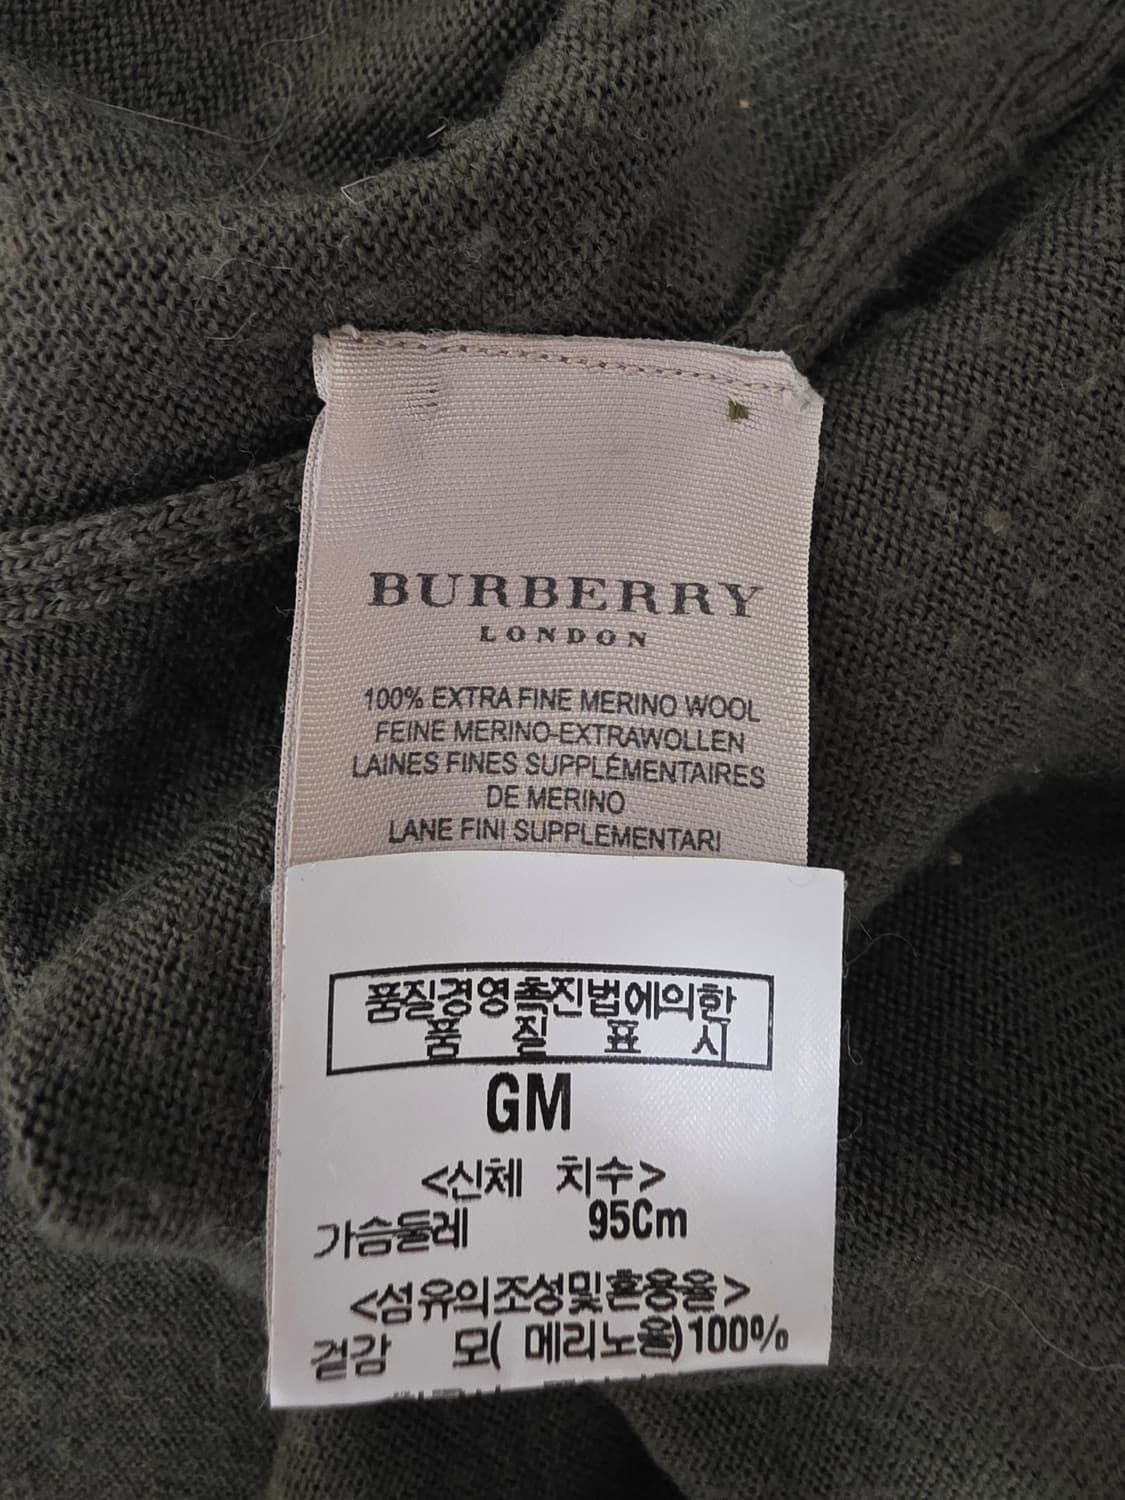 BURBERRY
LONDON
100% EXTRA FINE MERINO WOOL
FEINE MERINO-EXTRAWOLLEN
LAINES FINES SUPPLÉMENTAIRES
DE MERINO
LANE FINI SUPPLEMENTARI
품질경영촉진법에의한
품 질 표 시
GM
<신체 치수>
가슴둘레 95Cm
<섬유의조성및혼용율>
겉감 모( 메리노울)100%